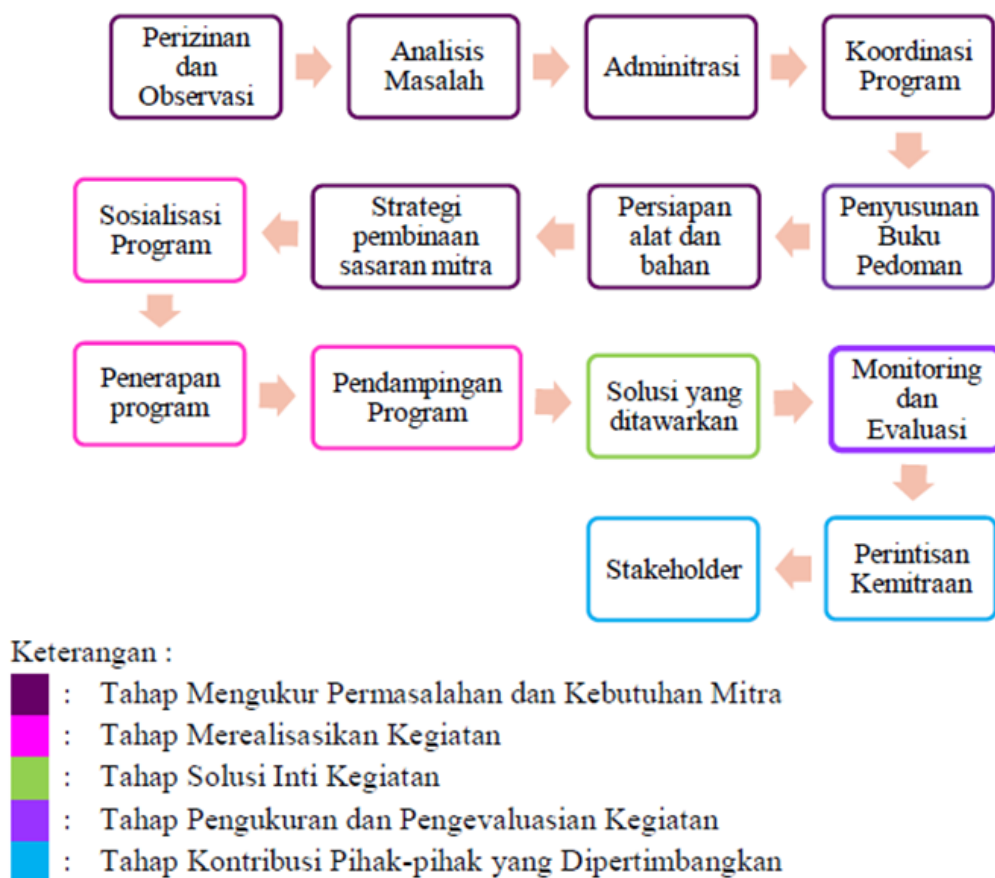 Perizinan
dan
Observasi
Analisis
Masalah
Adminitrasi
Koordinasi
Program
Penyusunan
Buku
Pedoman
Persiapan
alat dan
bahan
Strategi
pembinaan
sasaran mitra
Sosialisasi
Program
Penerapan
program
Pendampingan
Program
Solusi yang
ditawarkan
Monitoring
dan
Evaluasi
Perintisan
Kemitraan
Stakeholder
Keterangan :
: Tahap Mengukur Permasalahan dan Kebutuhan Mitra
: Tahap Merealisasikan Kegiatan
: Tahap Solusi Inti Kegiatan
: Tahap Pengukuran dan Pengevaluasian Kegiatan
: Tahap Kontribusi Pihak-pihak yang Dipertimbangkan